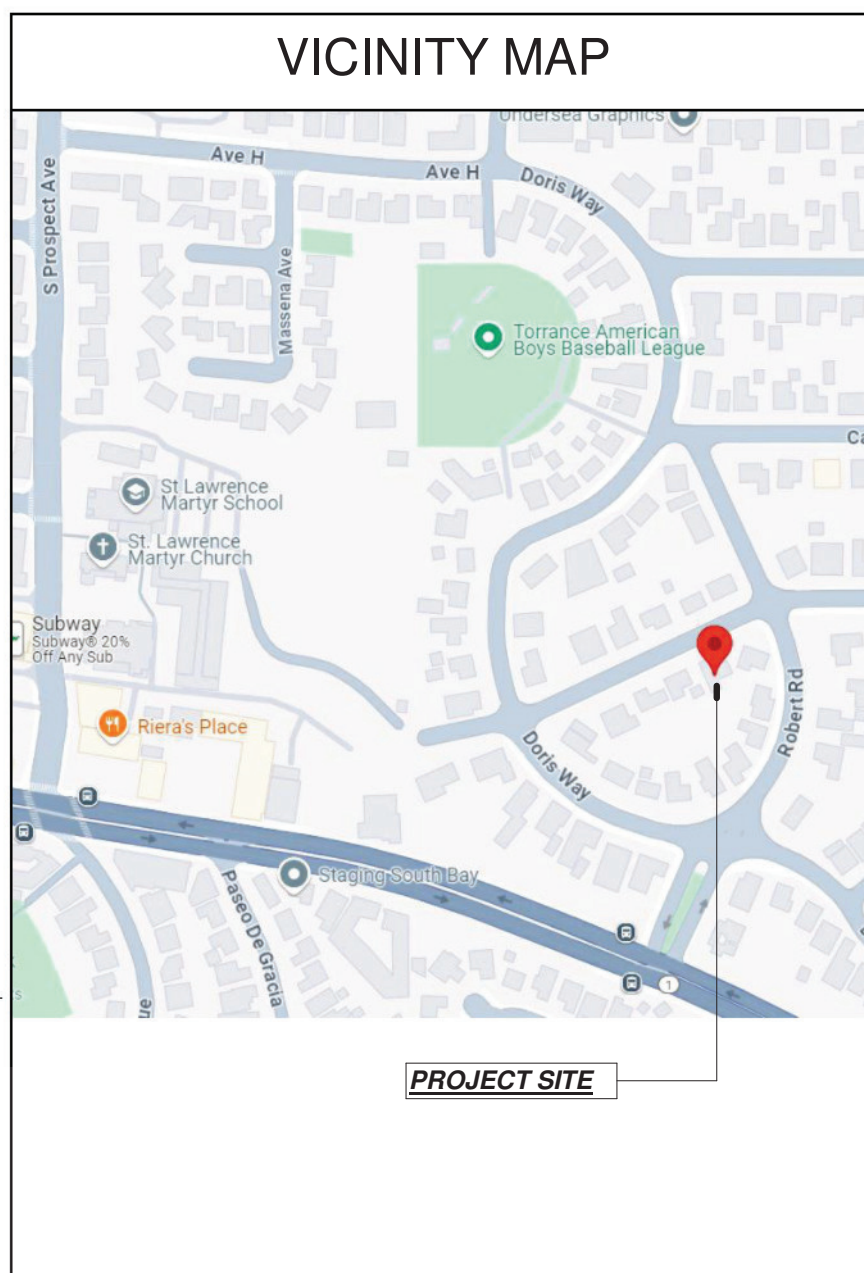 VICINITY MAP
Undersea Graphics
Ave H
Ave H
Doris Way
S Prospect Ave
Massena Ave
Torrance American
Boys Baseball League
Ca
St Lawrence
Martyr School
St. Lawrence
Martyr Church
Subway
Subway® 20%
Off Any Sub
Riera's Place
Robert Rd
Doris Way
Staging South Bay
Paseo De Gracia
ue
s
1
PROJECT SITE